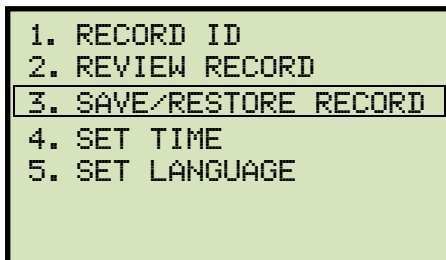 1. RECORD ID
2. REVIEW RECORD
3. SAVE/RESTORE RECORD
4. SET TIME
5. SET LANGUAGE